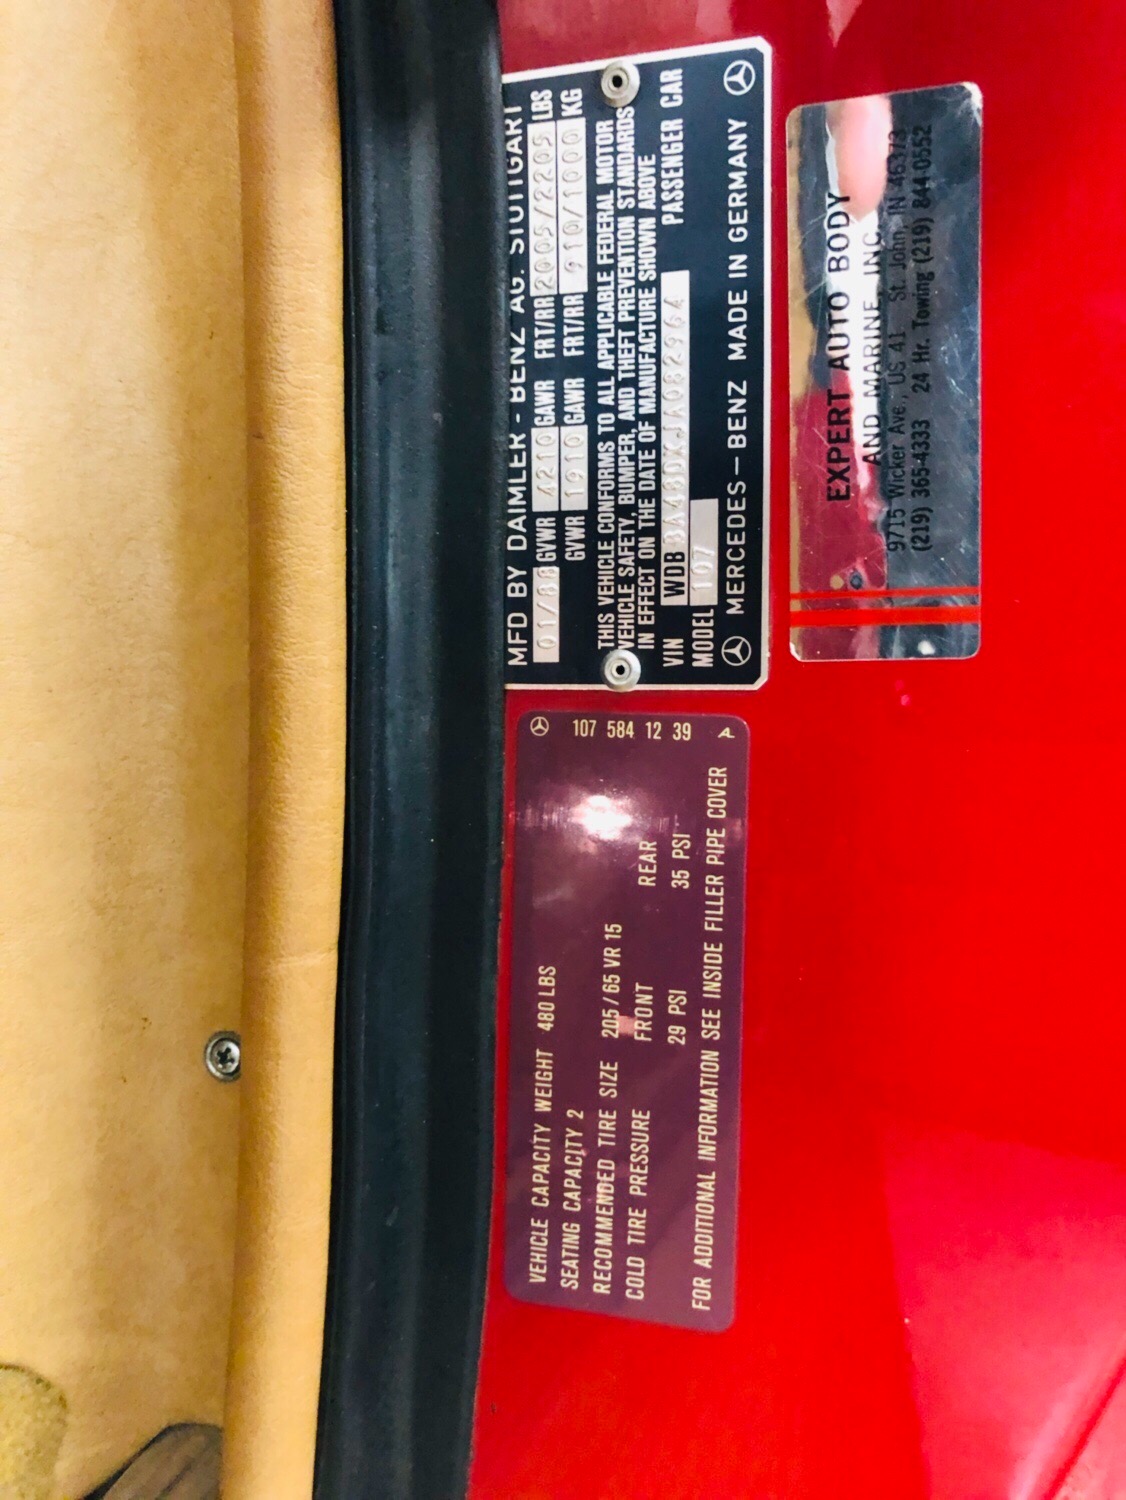 MFD BY DAIMLER - BENZ AG. STUTTGART
01/88 GVWR 4210 GAWR FRT/RR 2005/2205 LBS
GVWR 1910 GAWR FRT/RR 910/1000 KG
THIS VEHICLE CONFORMS TO ALL APPLICABLE FEDERAL MOTOR
VEHICLE SAFETY, BUMPER, AND THEFT PREVENTION STANDARDS
IN EFFECT ON THE DATE OF MANUFACTURE SHOWN ABOVE
VIN WDB BA48DXJA082964 PASSENGER CAR
MODEL 107
MERCEDES-BENZ MADE IN GERMANY
EXPERT AUTO BODY
AND MARINE, INC.
9715 Wicker Ave., US 41 St. John, IN 46373
(219) 365-4333 24 Hr. Towing (219) 844-0552
107 584 12 39
VEHICLE CAPACITY WEIGHT 480 LBS
SEATING CAPACITY 2
RECOMMENDED TIRE SIZE 205/65 VR 15
COLD TIRE PRESSURE FRONT REAR
29 PSI 35 PSI
FOR ADDITIONAL INFORMATION SEE INSIDE FILLER PIPE COVER